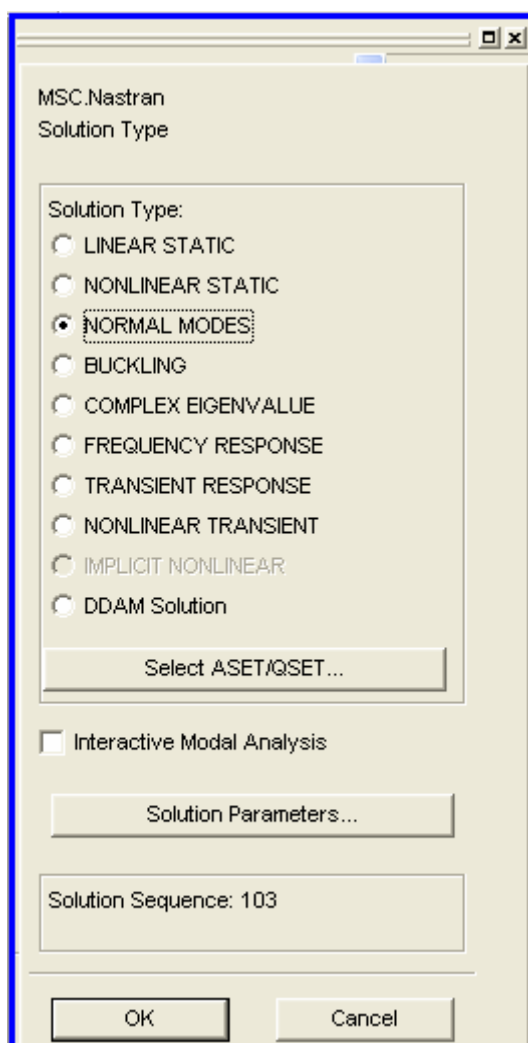 MSC.Nastran
Solution Type
Solution Type:
LINEAR STATIC
NONLINEAR STATIC
NORMAL MODES
BUCKLING
COMPLEX EIGENVALUE
FREQUENCY RESPONSE
TRANSIENT RESPONSE
NONLINEAR TRANSIENT
IMPLICIT NONLINEAR
DDAM Solution
Select ASET/QSET...
Interactive Modal Analysis
Solution Parameters...
Solution Sequence: 103
OK Cancel